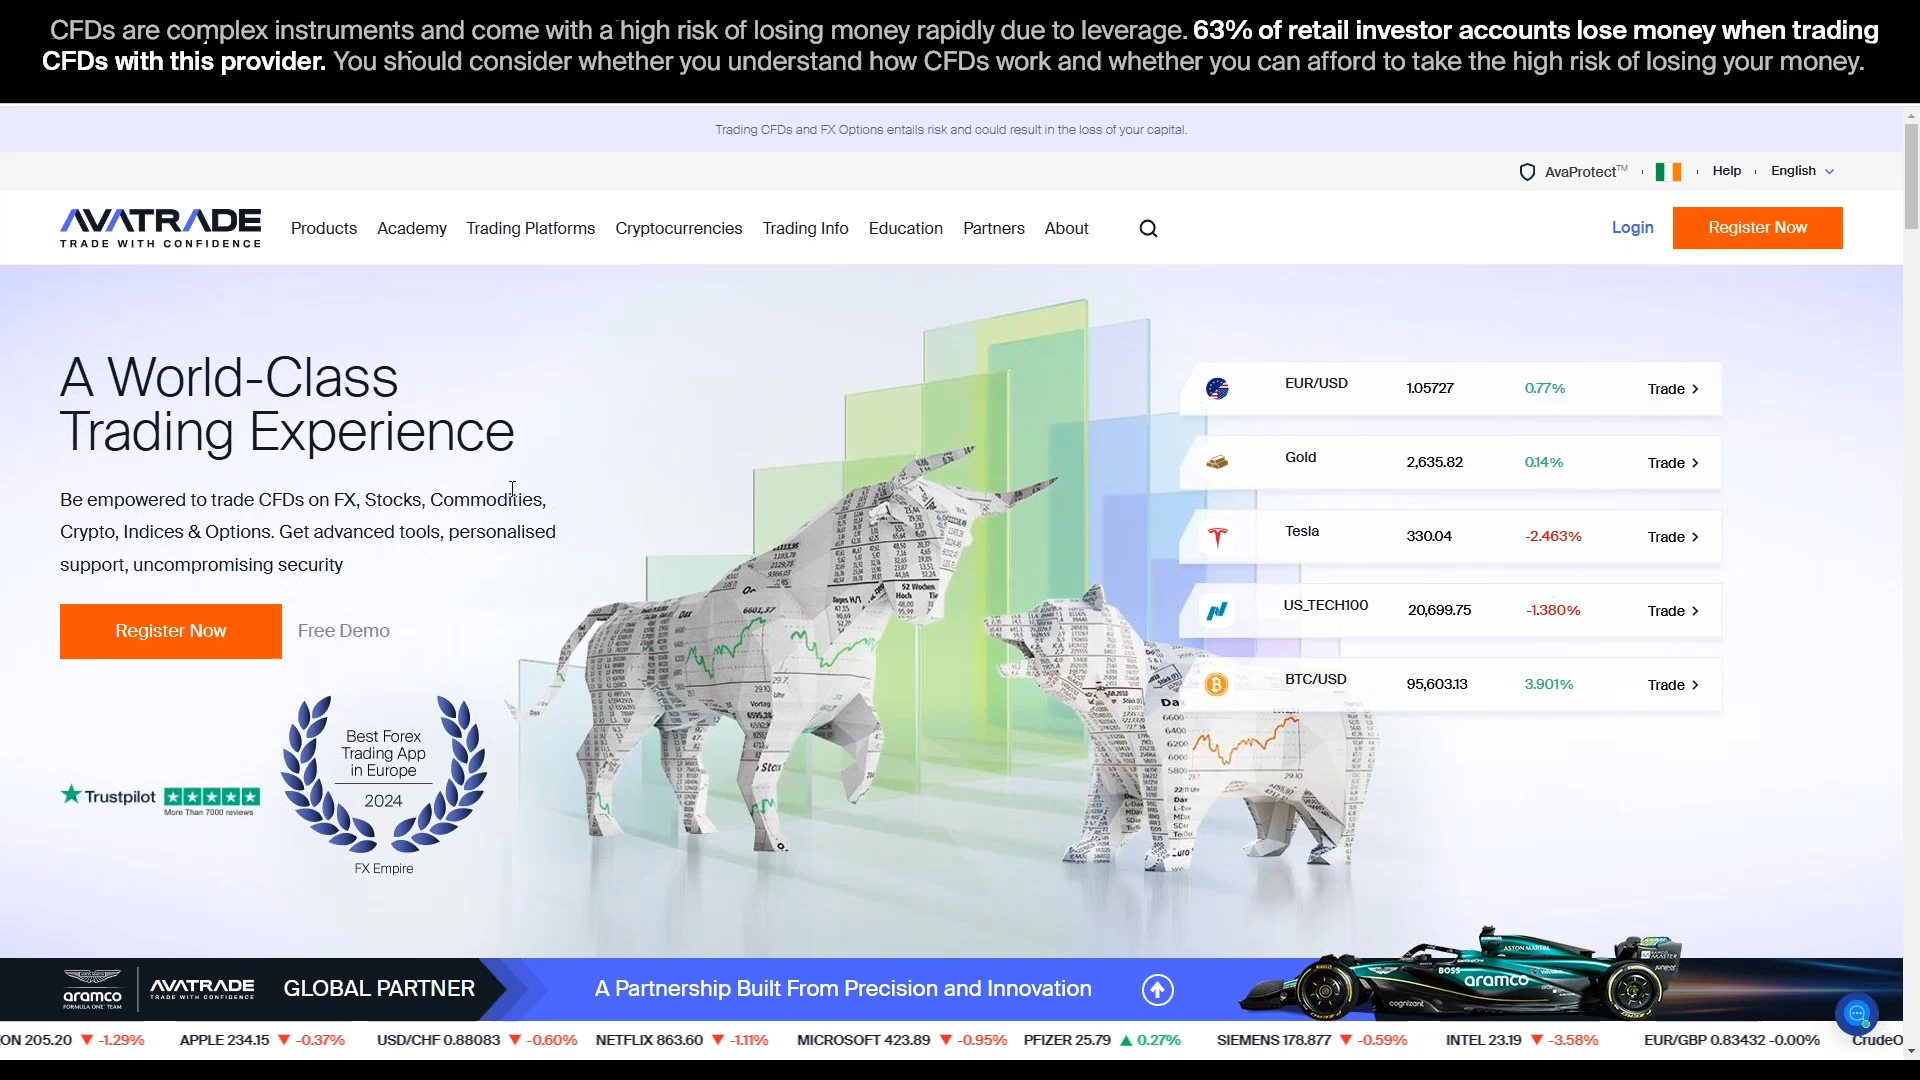 CFDs are complex instruments and come with a high risk of losing money rapidly due to leverage. 63% of retail investor accounts lose money when trading
CFDs with this provider. You should consider whether you understand how CFDs work and whether you can afford to take the high risk of losing your money.
Trading CFDs and FX Options entails risk and could result in the loss of your capital.
AvaProtect™ Help English
AVATRADE
TRADE WITH CONFIDENCE
Products Academy Trading Platforms Cryptocurrencies Trading Info Education Partners About
Login Register Now
A World-Class
Trading Experience
Be empowered to trade CFDs on FX, Stocks, Commodities,
Crypto, Indices & Options. Get advanced tools, personalised
support, uncompromising security
Register Now Free Demo
EUR/USD 1.05727 0.77% Trade
Gold 2,635.82 0.14% Trade
Tesla 330.04 -2.463% Trade
US_TECH100 20,699.75 -1.380% Trade
BTC/USD 95,603.13 3.901% Trade
Trustpilot
More Than 7000 reviews
Best Forex
Trading App
in Europe
2024
FX Empire
aramco
FORMULA ONE TEAM
AVATRADE
TRADE WITH CONFIDENCE
GLOBAL PARTNER
A Partnership Built From Precision and Innovation
ASTON MARTIN
BOSS
aramco
cognizant
ON 205.20 ▼ -1.29% APPLE 234.15 ▼ -0.37% USD/CHF 0.88083 ▼ -0.60% NETFLIX 863.60 ▼ -1.11% MICROSOFT 423.89 ▼ -0.95% PFIZER 25.79 ▲ 0.27% SIEMENS 178.877 ▼ -0.59% INTEL 23.19 ▼ -3.58% EUR/GBP 0.83432 -0.00% CrudeO